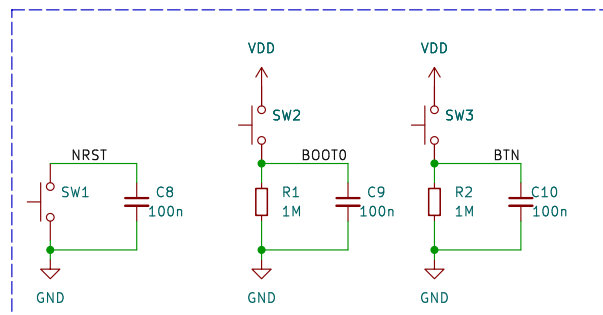 VDD
VDD
SW2
SW3
NRST
BOOT0
BTN
SW1
C8
100n
R1
1M
C9
100n
R2
1M
C10
100n
GND
GND
GND